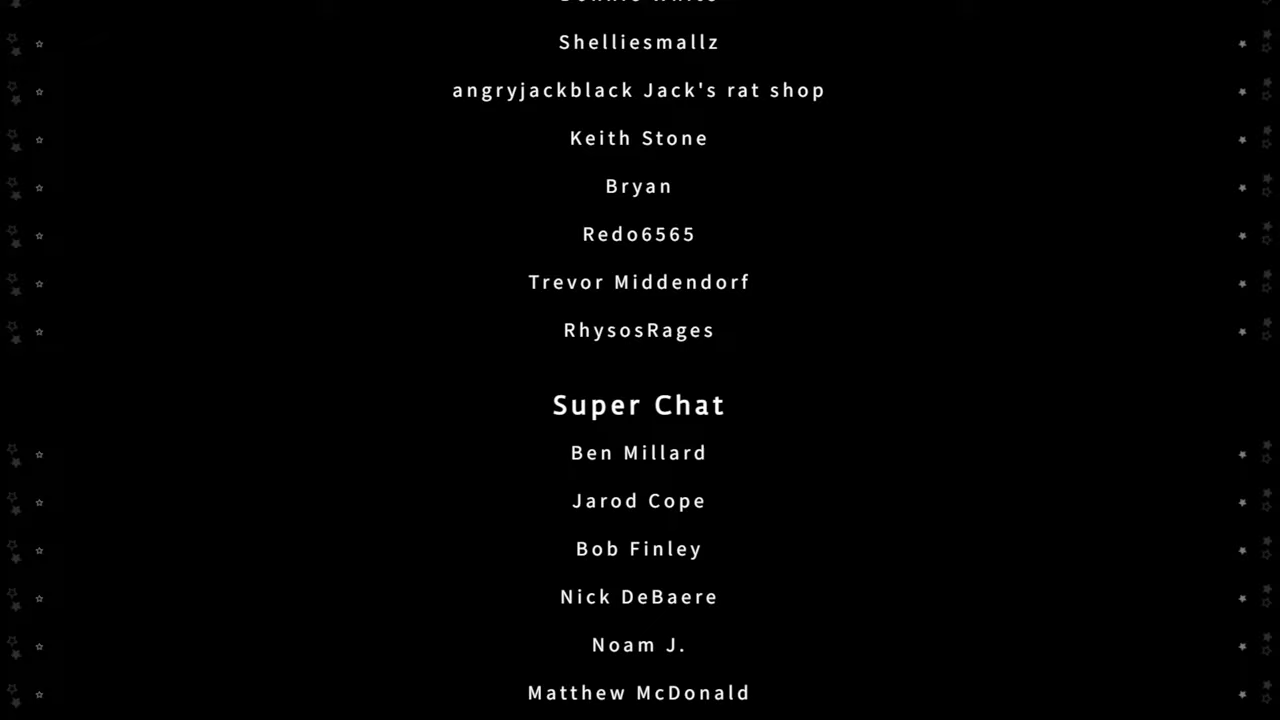 Shelliesmallz
angryjackblack Jack's rat shop
Keith Stone
Bryan
Redo6565
Trevor Middendorf
RhysosRages
Super Chat
Ben Millard
Jarod Cope
Bob Finley
Nick DeBaere
Noam J.
Matthew McDonald